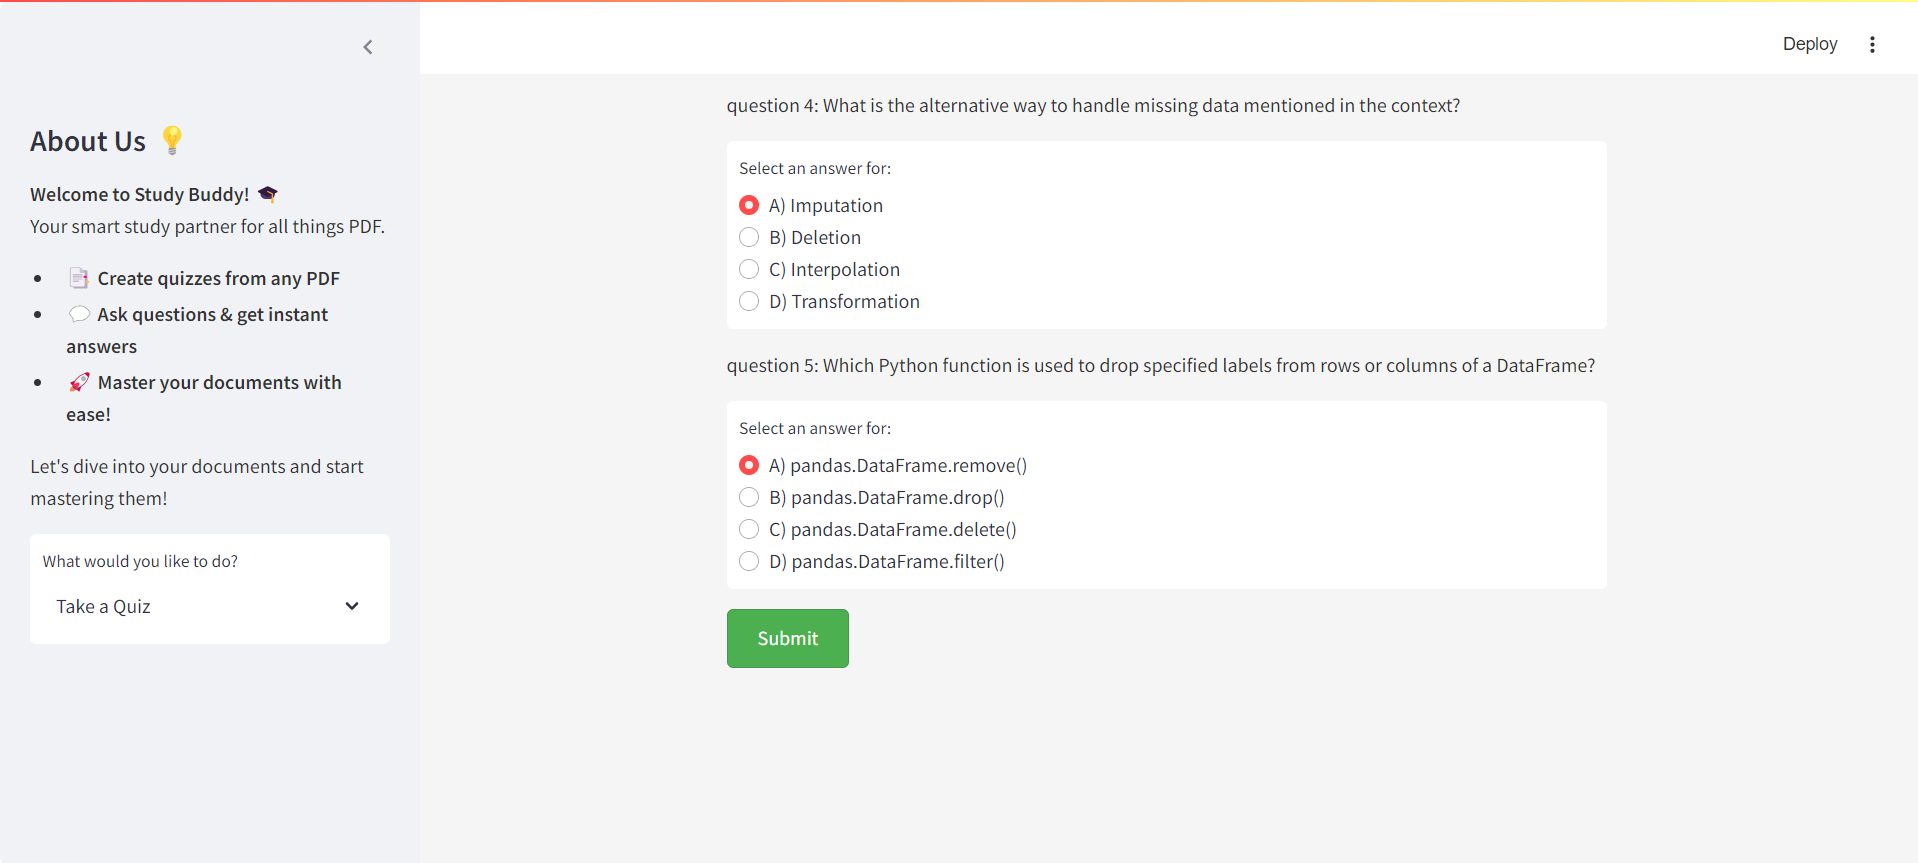 Deploy
About Us
Welcome to Study Buddy!
Your smart study partner for all things PDF.
Create quizzes from any PDF
Ask questions & get instant
answers
Master your documents with
ease!
Let's dive into your documents and start
mastering them!
What would you like to do?
Take a Quiz
question 4: What is the alternative way to handle missing data mentioned in the context?
Select an answer for:
A) Imputation
B) Deletion
C) Interpolation
D) Transformation
question 5: Which Python function is used to drop specified labels from rows or columns of a DataFrame?
Select an answer for:
A) pandas.DataFrame.remove()
B) pandas.DataFrame.drop()
C) pandas.DataFrame.delete()
D) pandas.DataFrame.filter()
Submit